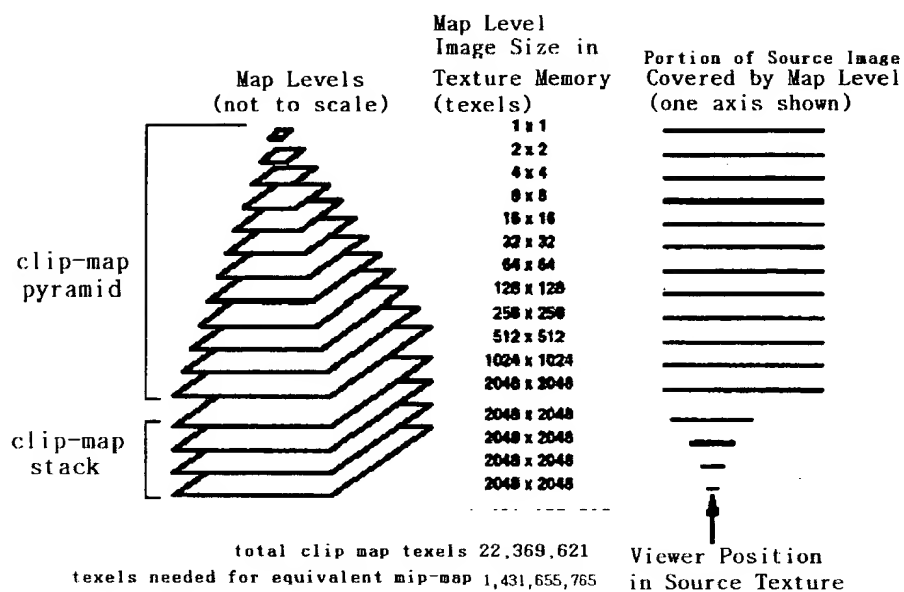 Map Level
Image Size in
Texture Memory
(texels)
Portion of Source Image
Covered by Map Level
(one axis shown)
Map Levels
(not to scale)
1 x 1
2 x 2
4 x 4
8 x 8
16 x 16
32 x 32
64 x 64
128 x 128
256 x 256
512 x 512
1024 x 1024
2048 x 2048
2048 x 2048
2048 x 2048
2048 x 2048
2048 x 2048
clip-map
pyramid
clip-map
stack
total clip map texels 22,369,621
texels needed for equivalent mip-map 1,431,655,765
Viewer Position
in Source Texture